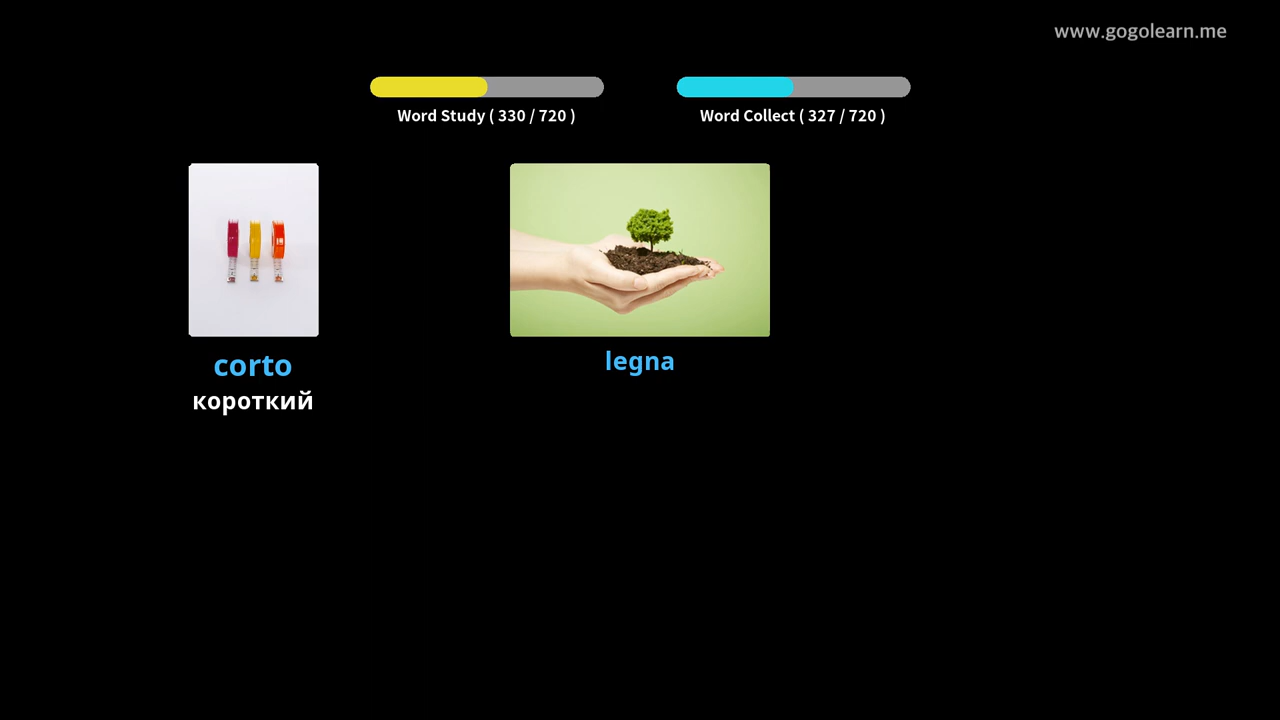 www.gogolearn.me
Word Study ( 330 / 720 )
Word Collect ( 327 / 720 )
corto
короткий
legna